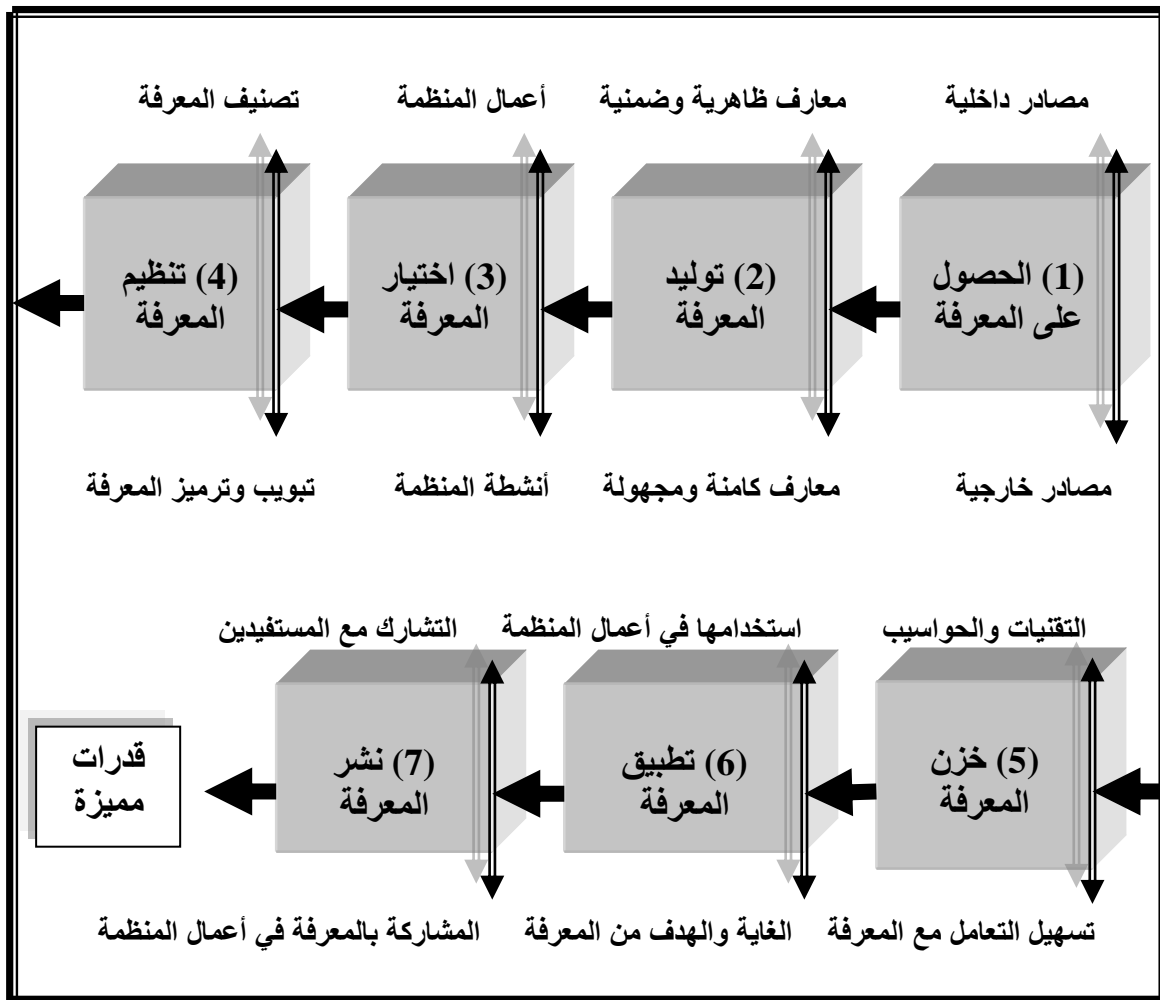 مصادر داخلية
معارف ظاهرية وضمنية
أعمال المنظمة
تصنيف المعرفة
(1) الحصول
على المعرفة
(2) توليد
المعرفة
(3) اختيار
المعرفة
(4) تنظيم
المعرفة
مصادر خارجية
معارف كامنة ومجهولة
أنشطة المنظمة
تبويب وترميز المعرفة
التقنيات والحواسيب
استخدامها في أعمال المنظمة
التشارك مع المستفيدين
(5) خزن
المعرفة
(6) تطبيق
المعرفة
(7) نشر
المعرفة
قدرات
مميزة
تسهيل التعامل مع المعرفة
الغاية والهدف من المعرفة
المشاركة بالمعرفة في أعمال المنظمة